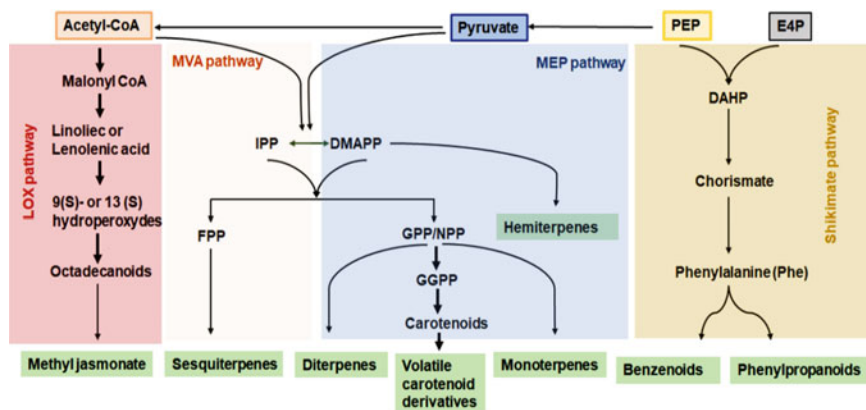 Acetyl-CoA
Pyruvate
PEP
E4P
MVA pathway
MEP pathway
LOX pathway
Shikimate pathway
Malonyl CoA
Linoliec or
Lenolenic acid
9(S)- or 13 (S)
hydroperoxydes
Octadecanoids
Methyl jasmonate
IPP
DMAPP
FPP
GPP/NPP
GGPP
Carotenoids
Hemiterpenes
Sesquiterpenes
Diterpenes
Volatile
carotenoid
derivatives
Monoterpenes
DAHP
Chorismate
Phenylalanine (Phe)
Benzenoids
Phenylpropanoids